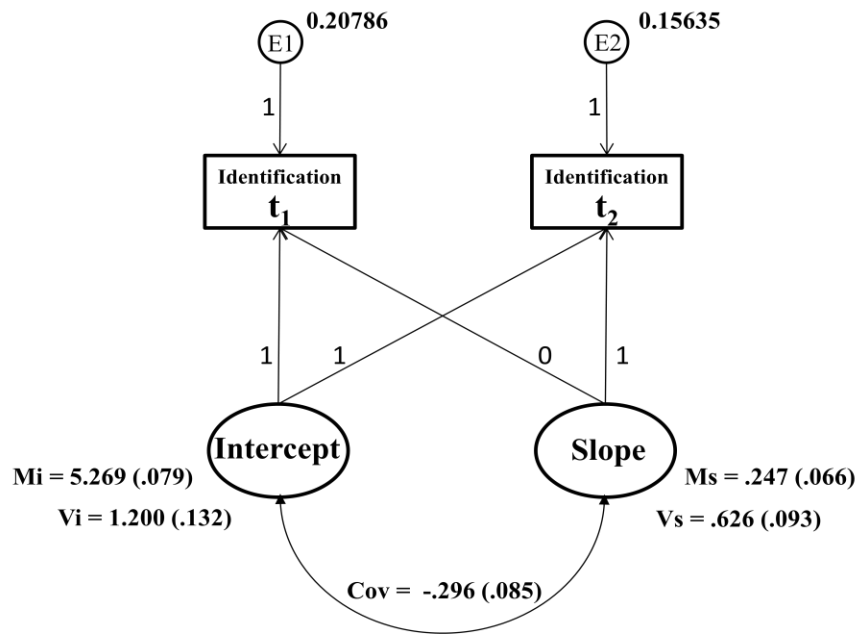 0.20786
0.15635
E1
E2
1
1
Identification
t1
Identification
t2
1
1
0
1
Intercept
Slope
Mi = 5.269 (.079)
Ms = .247 (.066)
Vi = 1.200 (.132)
Vs = .626 (.093)
Cov = -.296 (.085)